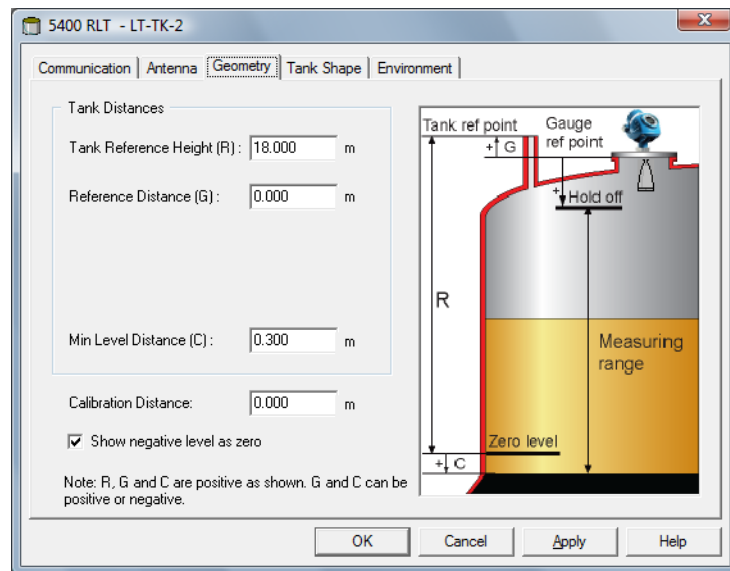 5400 RLT - LT-TK-2
Communication
Antenna
Geometry
Tank Shape
Environment
Tank Distances
Tank Reference Height (R) : 18.000 m
Reference Distance (G) : 0.000 m
Min Level Distance (C) : 0.300 m
Calibration Distance: 0.000 m
Show negative level as zero
Note: R, G and C are positive as shown. G and C can be
positive or negative.
Tank ref point
Gauge
ref point
+ G
+
Hold off
R
Measuring
range
Zero level
+ C
OK
Cancel
Apply
Help